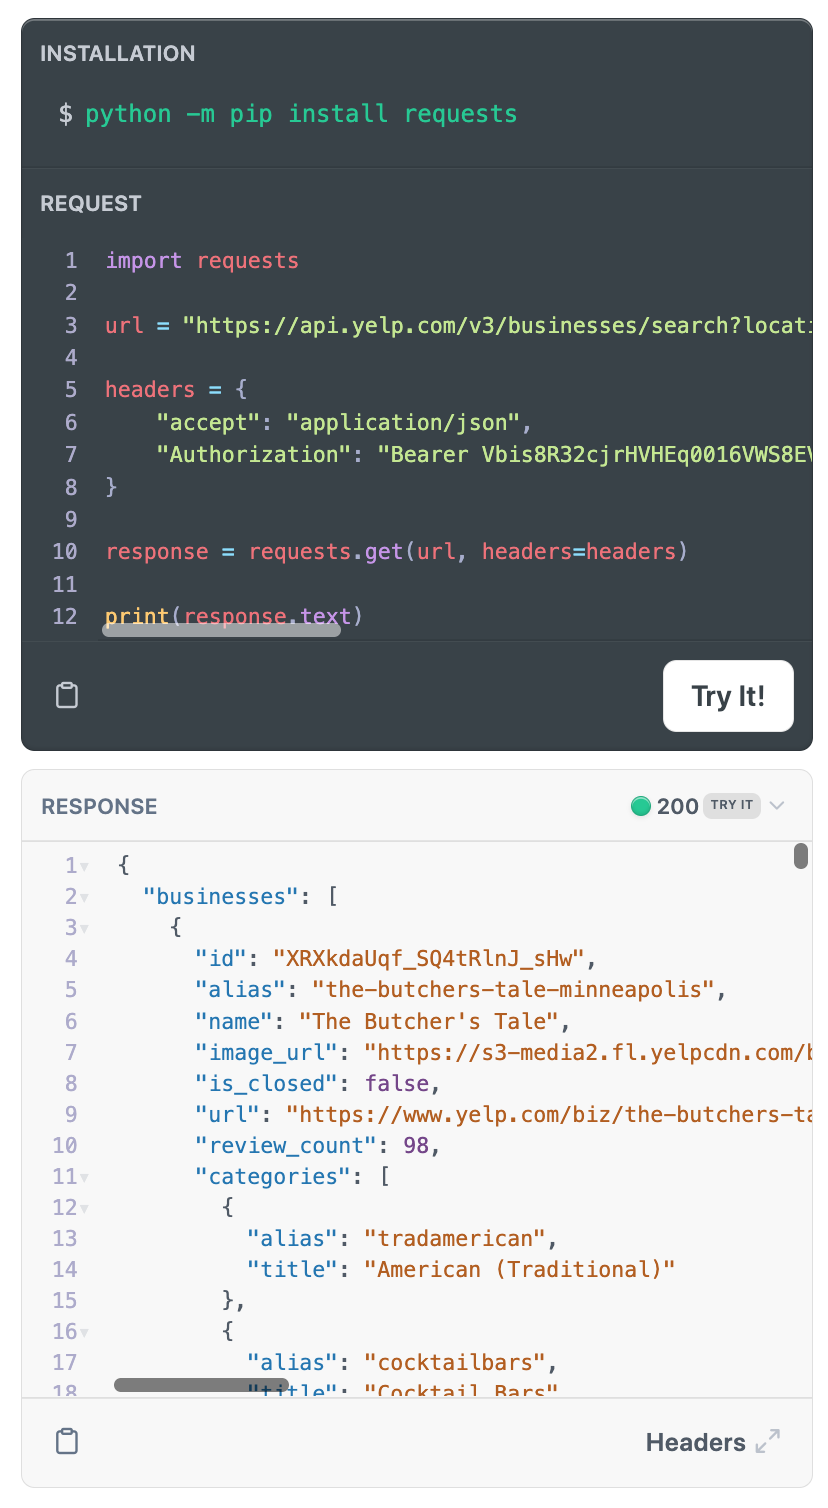 INSTALLATION
$ python -m pip install requests
REQUEST
1 import requests
2
3 url = "https://api.yelp.com/v3/businesses/search?locati
4
5 headers = {
6 "accept": "application/json",
7 "Authorization": "Bearer Vbis8R32cjrHVHEq0016VWS8EV
8 }
9
10 response = requests.get(url, headers=headers)
11
12 print(response.text)
Try It!
RESPONSE 200 TRY IT
1 {
2 "businesses": [
3 {
4 "id": "XRXkdaUqf_SQ4tRlnJ_sHw",
5 "alias": "the-butchers-tale-minneapolis",
6 "name": "The Butcher's Tale",
7 "image_url": "https://s3-media2.fl.yelpcdn.com/b
8 "is_closed": false,
9 "url": "https://www.yelp.com/biz/the-butchers-ta
10 "review_count": 98,
11 "categories": [
12 {
13 "alias": "tradamerican",
14 "title": "American (Traditional)"
15 },
16 {
17 "alias": "cocktailbars",
18 "title": "Cocktail Bars"
Headers